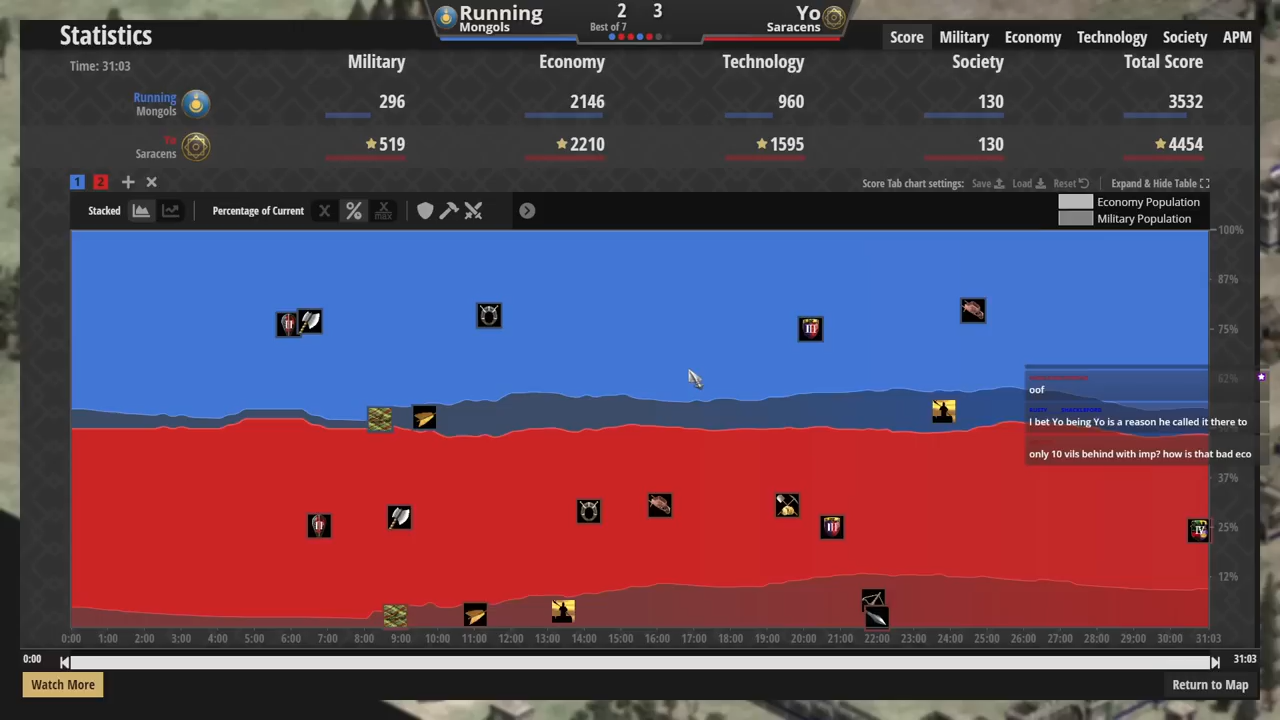 Running 2 3 Yo
Mongols Best of 7 Saracens
Statistics Score Military Economy Technology Society APM
Time: 31:03 Military Economy Technology Society Total Score
Running
Mongols 296 2146 960 130 3532
Yo
Saracens 519 2210 1595 130 4454
1 2 Score Tab chart settings: Save Load Reset Expand & Hide Table
Stacked Percentage of Current X % X max
Economy Population
Military Population
100%
87%
75%
62%
oof
I bet Yo being Yo is a reason he called it there to
only 10 vils behind with imp? how is that bad eco
37%
25%
12%
0:00 1:00 2:00 3:00 4:00 5:00 6:00 7:00 8:00 9:00 10:00 11:00 12:00 13:00 14:00 15:00 16:00 17:00 18:00 19:00 20:00 21:00 22:00 23:00 24:00 25:00 26:00 27:00 28:00 29:00 30:00 31:03
0:00 31:03
Watch More Return to Map